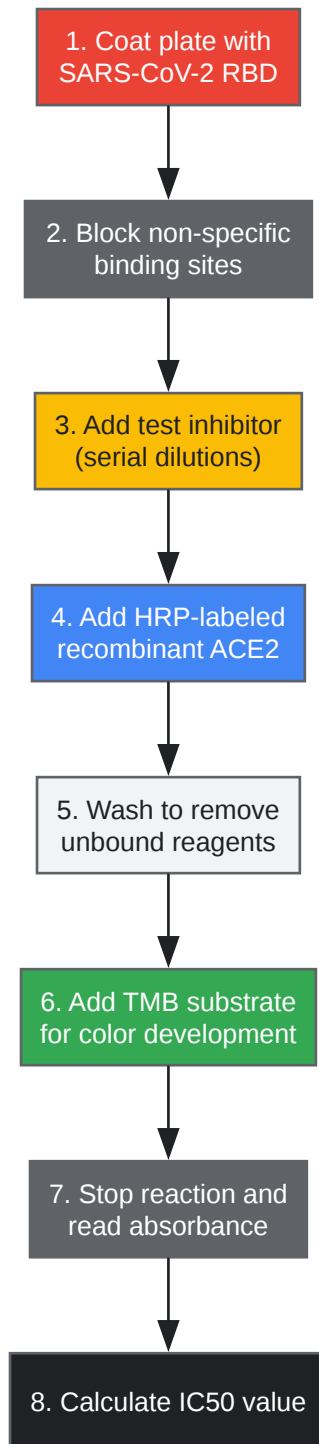 1. Coat plate with
SARS-CoV-2 RBD
2. Block non-specific
binding sites
3. Add test inhibitor
(serial dilutions)
4. Add HRP-labeled
recombinant ACE2
5. Wash to remove
unbound reagents
6. Add TMB substrate
for color development
7. Stop reaction and
read absorbance
8. Calculate IC50 value